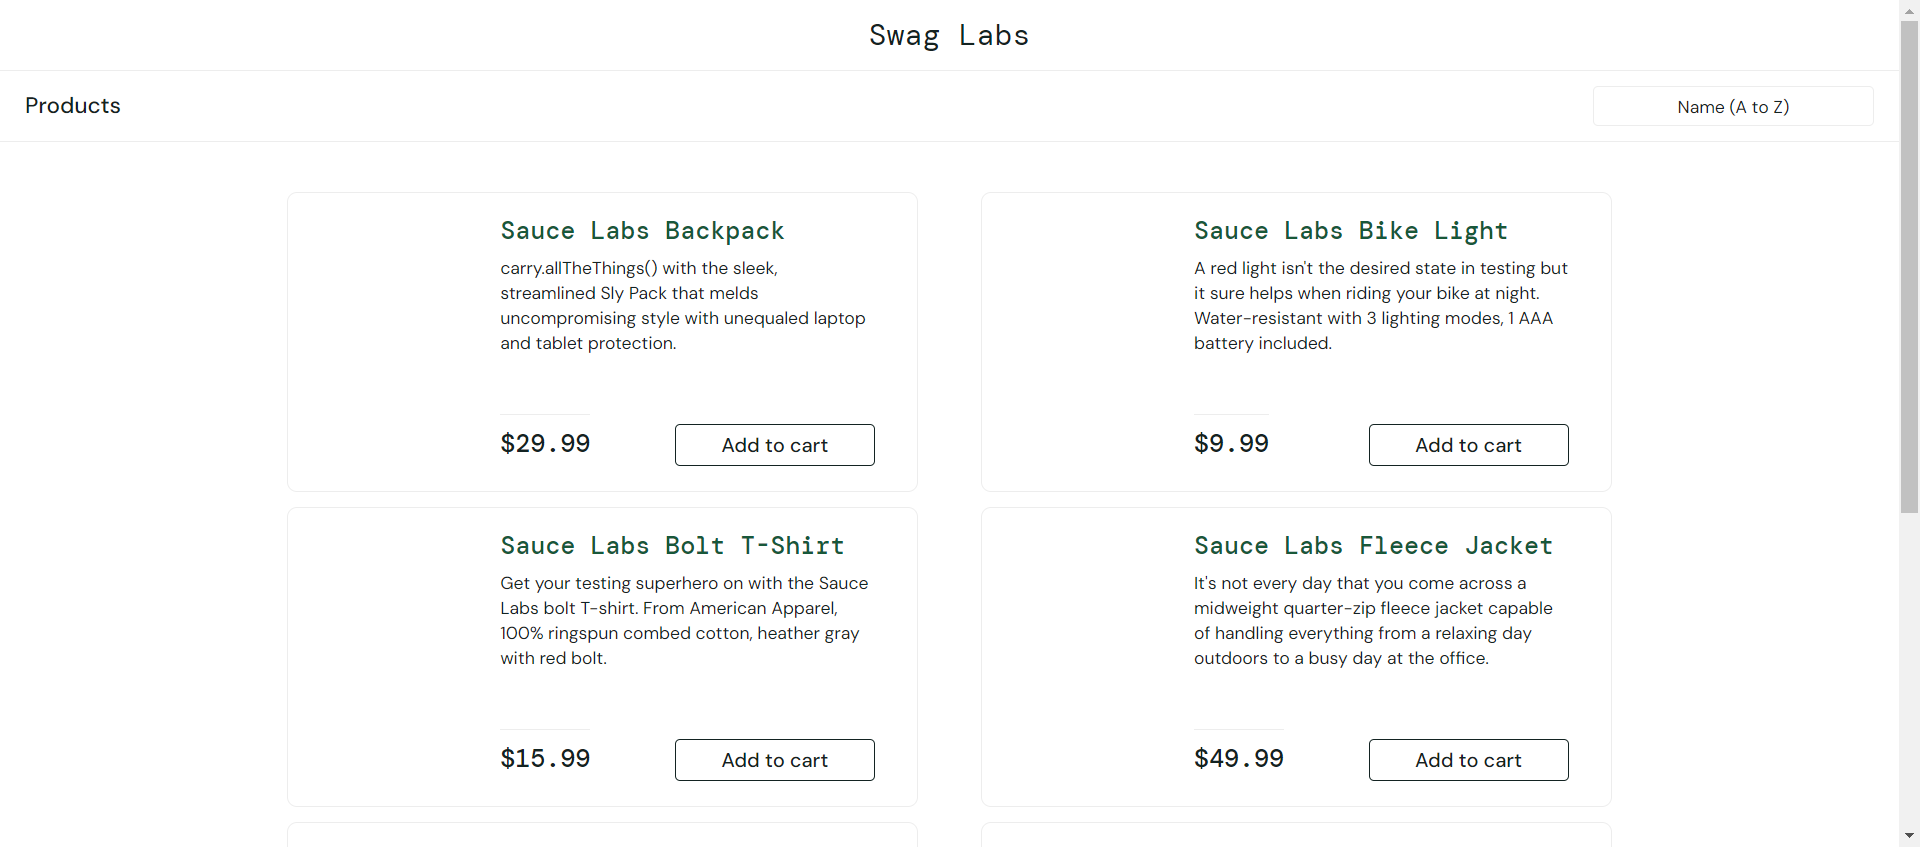 Swag Labs
Products
Name (A to Z)
Sauce Labs Backpack
carry.allTheThings() with the sleek,
streamlined Sly Pack that melds
uncompromising style with unequaled laptop
and tablet protection.
$29.99
Add to cart
Sauce Labs Bike Light
A red light isn't the desired state in testing but
it sure helps when riding your bike at night.
Water-resistant with 3 lighting modes, 1 AAA
battery included.
$9.99
Add to cart
Sauce Labs Bolt T-Shirt
Get your testing superhero on with the Sauce
Labs bolt T-shirt. From American Apparel,
100% ringspun combed cotton, heather gray
with red bolt.
$15.99
Add to cart
Sauce Labs Fleece Jacket
It's not every day that you come across a
midweight quarter-zip fleece jacket capable
of handling everything from a relaxing day
outdoors to a busy day at the office.
$49.99
Add to cart